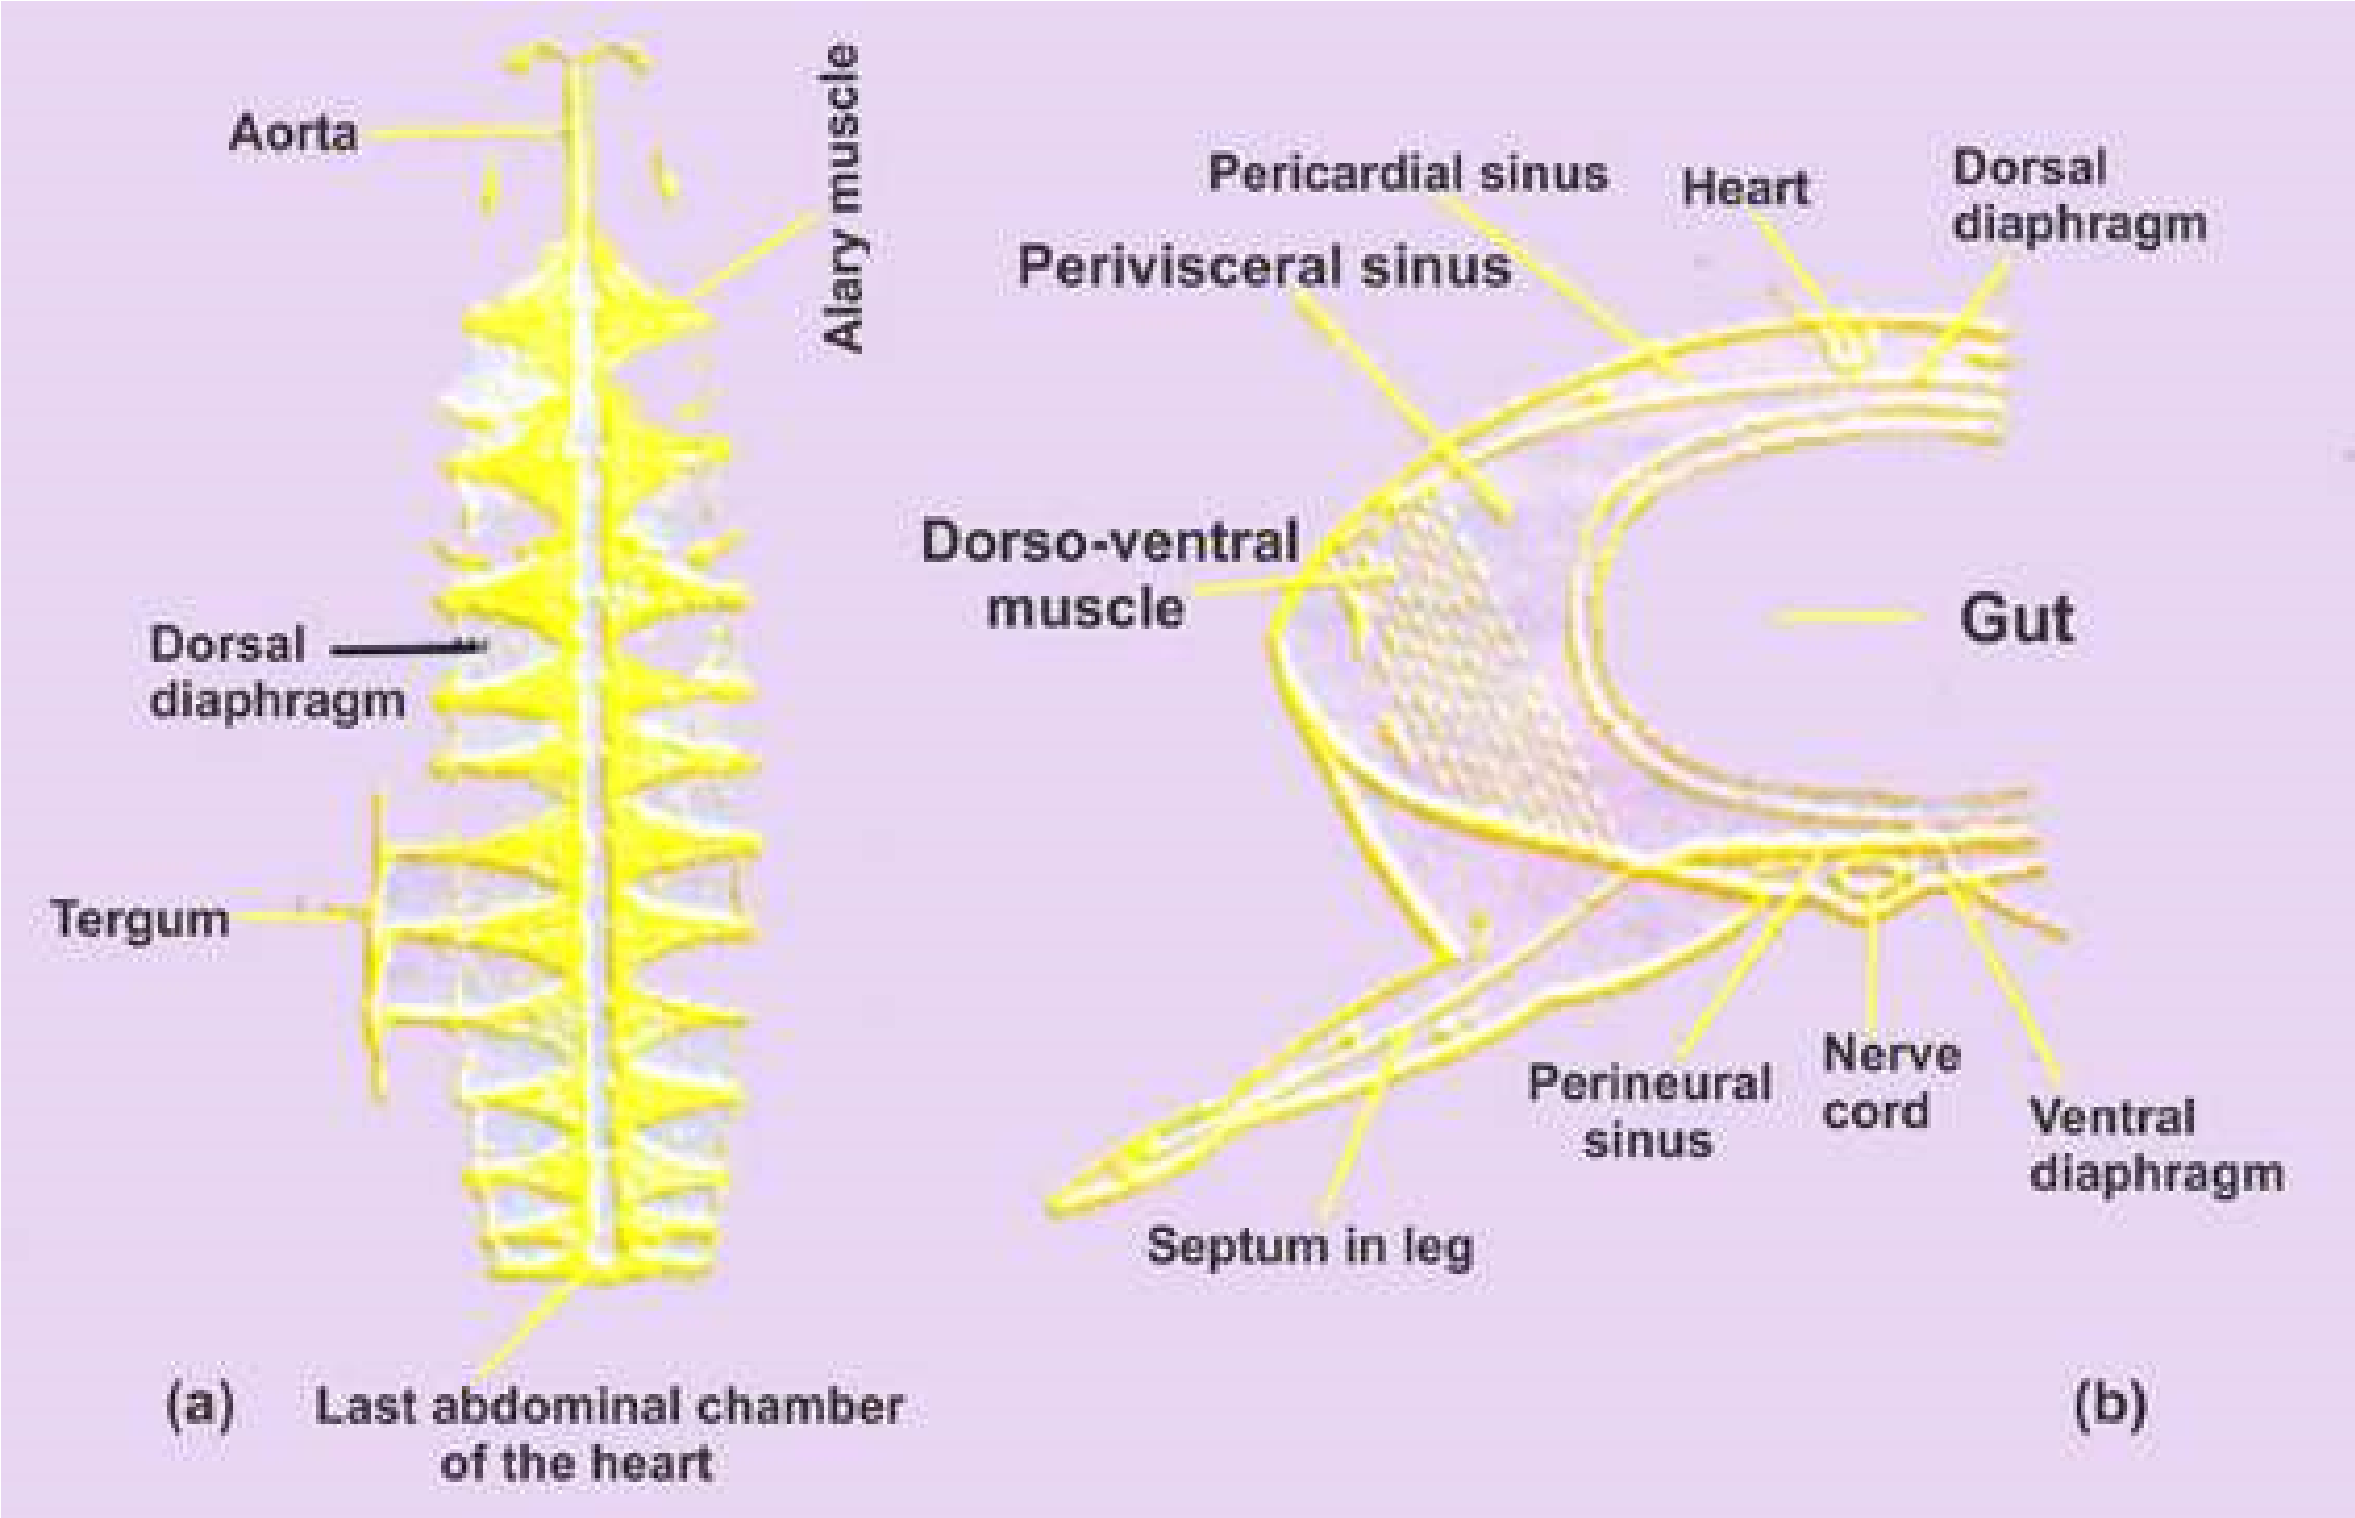 Aorta
Alary muscle
Dorsal
diaphragm
Tergum
(a)
Last abdominal chamber
of the heart
Pericardial sinus
Heart
Dorsal
diaphragm
Perivisceral sinus
Dorso-ventral
muscle
Gut
Perineural
sinus
Nerve
cord
Ventral
diaphragm
Septum in leg
(b)